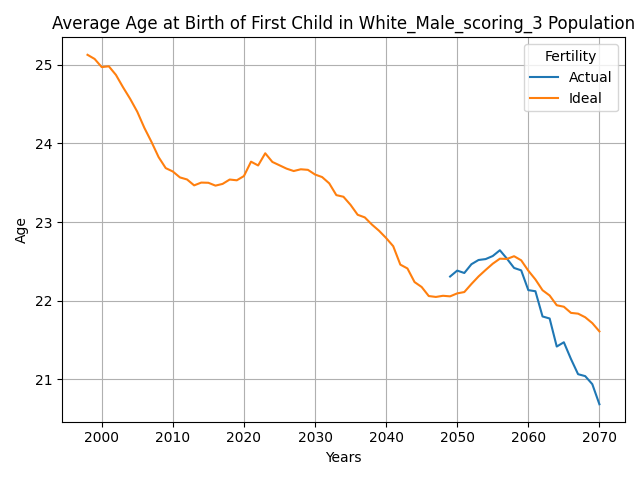 Average Age at Birth of First Child in White_Male_scoring_3 Population
Fertility
Actual
Ideal
25
24
23
22
21
Age
2000 2010 2020 2030 2040 2050 2060 2070
Years